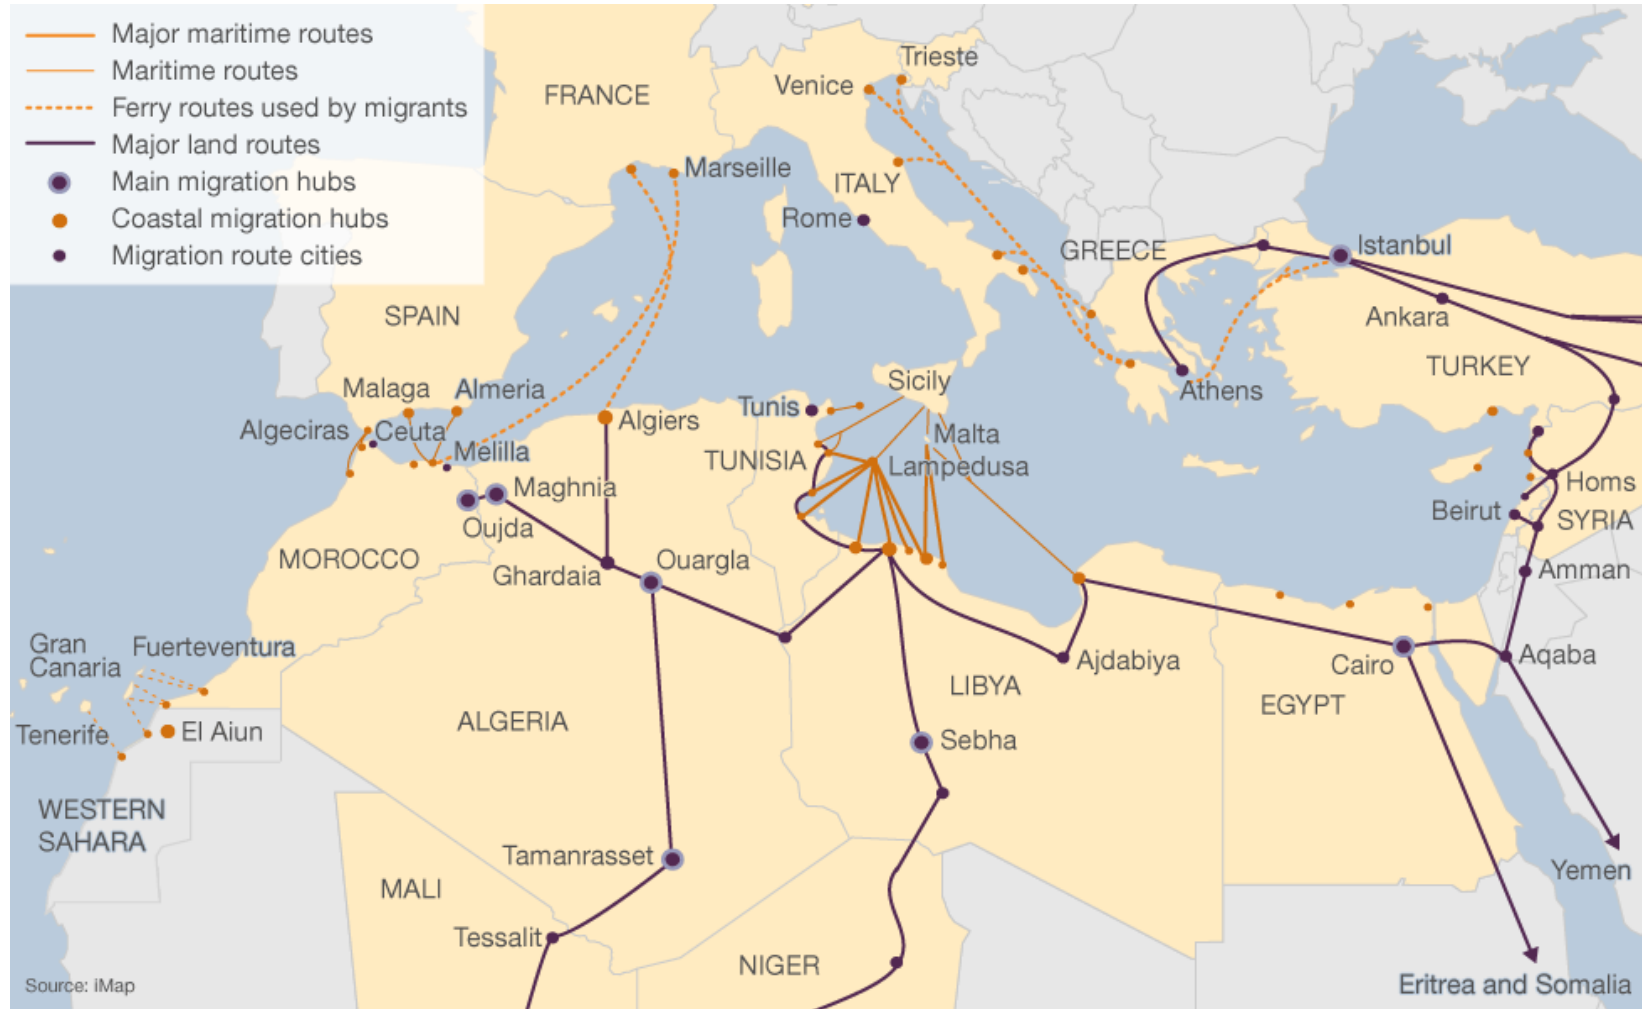 Major maritime routes
Maritime routes
Ferry routes used by migrants
Major land routes
Main migration hubs
Coastal migration hubs
Migration route cities
Trieste
Venice
FRANCE
Marseille
ITALY
Rome
GREECE
Istanbul
SPAIN
Ankara
TURKEY
Malaga
Almeria
Sicily
Athens
Tunis
Algeciras
Ceuta
Algiers
Malta
Melilla
TUNISIA
Lampedusa
Maghnia
Homs
Oujda
Beirut
SYRIA
MOROCCO
Ghardaia
Ouargla
Amman
Gran
Canaria
Fuerteventura
Ajdabiya
Cairo
Aqaba
LIBYA
EGYPT
ALGERIA
Tenerife
El Aiun
Sebha
WESTERN
SAHARA
Tamanrasset
Yemen
MALI
Tessalit
NIGER
Source: iMap
Eritrea and Somalia